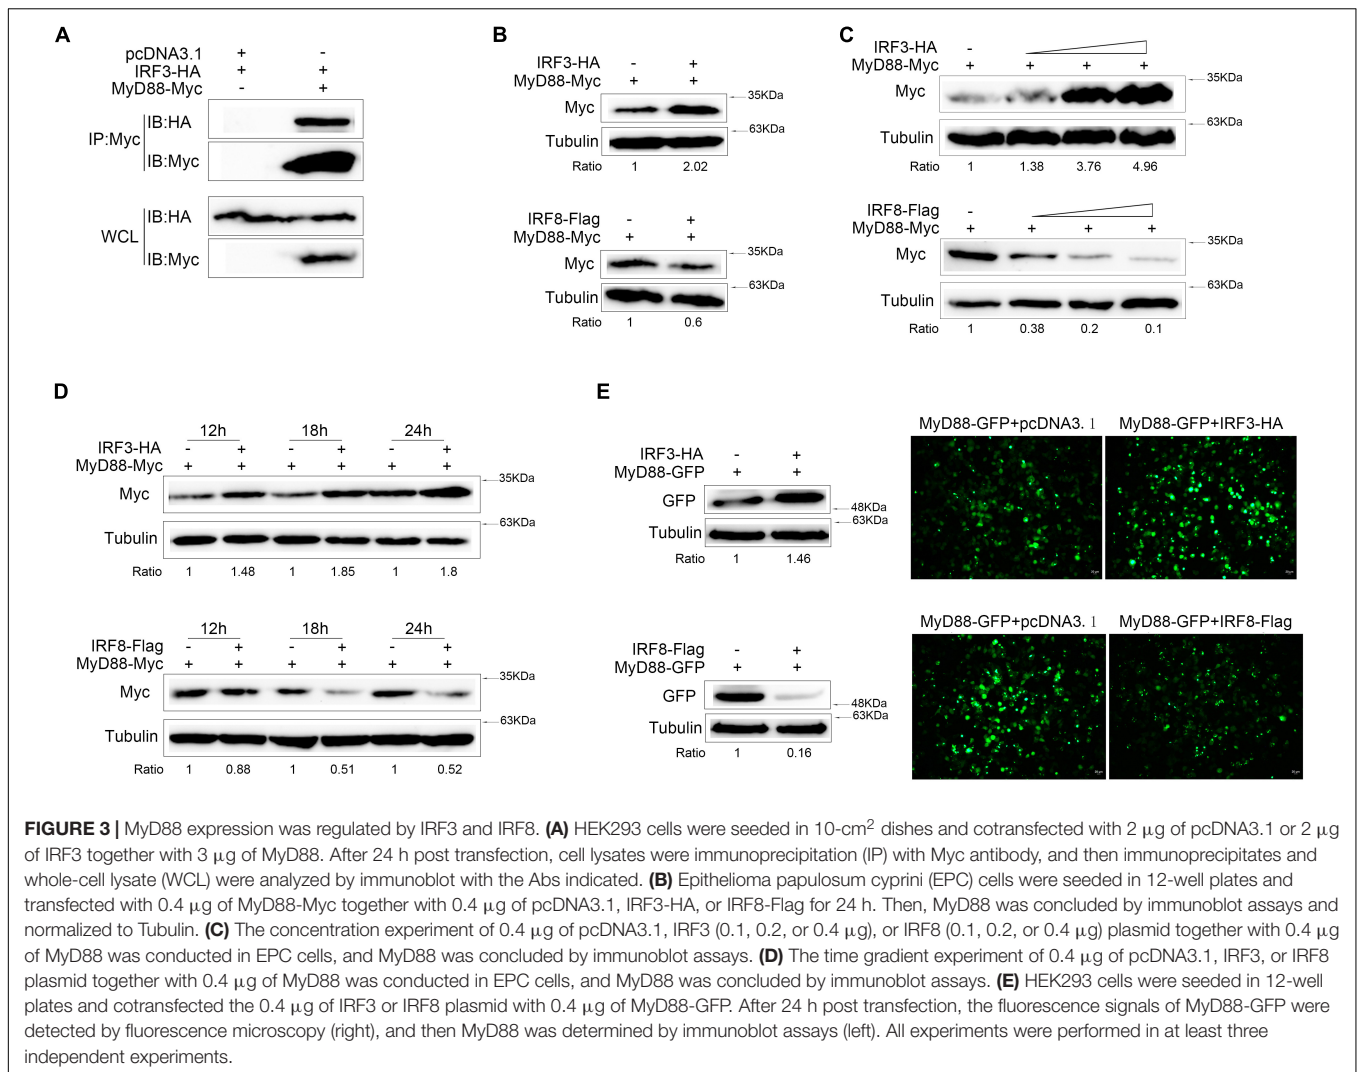 A
pcDNA3.1 + -
IRF3-HA + +
MyD88-Myc - +
IP:Myc
IB:HA
IB:Myc
WCL
IB:HA
IB:Myc
B
IRF3-HA - +
MyD88-Myc + +
Myc
35KDa
Tubulin
63KDa
Ratio 1 2.02
IRF8-Flag - +
MyD88-Myc + +
Myc
35KDa
Tubulin
63KDa
Ratio 1 0.6
C
IRF3-HA -
MyD88-Myc + + + +
Myc
35KDa
Tubulin
63KDa
Ratio 1 1.38 3.76 4.96
IRF8-Flag -
MyD88-Myc + + + +
Myc
35KDa
Tubulin
63KDa
Ratio 1 0.38 0.2 0.1
D
12h 18h 24h
IRF3-HA - + - + - +
MyD88-Myc + + + + + +
Myc
35KDa
Tubulin
63KDa
Ratio 1 1.48 1 1.85 1 1.8
12h 18h 24h
IRF8-Flag - + - + - +
MyD88-Myc + + + + + +
Myc
35KDa
Tubulin
63KDa
Ratio 1 0.88 1 0.51 1 0.52
E
IRF3-HA - +
MyD88-GFP + +
GFP
48KDa
Tubulin
63KDa
Ratio 1 1.46
MyD88-GFP+pcDNA3.1 MyD88-GFP+IRF3-HA
IRF8-Flag - +
MyD88-GFP + +
GFP
48KDa
Tubulin
63KDa
Ratio 1 0.16
MyD88-GFP+pcDNA3.1 MyD88-GFP+IRF8-Flag
FIGURE 3 | MyD88 expression was regulated by IRF3 and IRF8. (A) HEK293 cells were seeded in 10-cm² dishes and cotransfected with 2 μg of pcDNA3.1 or 2 μg
of IRF3 together with 3 μg of MyD88. After 24 h post transfection, cell lysates were immunoprecipitation (IP) with Myc antibody, and then immunoprecipitates and
whole-cell lysate (WCL) were analyzed by immunoblot with the Abs indicated. (B) Epithelioma papulosum cyprini (EPC) cells were seeded in 12-well plates and
transfected with 0.4 μg of MyD88-Myc together with 0.4 μg of pcDNA3.1, IRF3-HA, or IRF8-Flag for 24 h. Then, MyD88 was concluded by immunoblot assays and
normalized to Tubulin. (C) The concentration experiment of 0.4 μg of pcDNA3.1, IRF3 (0.1, 0.2, or 0.4 μg), or IRF8 (0.1, 0.2, or 0.4 μg) plasmid together with 0.4 μg
of MyD88 was conducted in EPC cells, and MyD88 was concluded by immunoblot assays. (D) The time gradient experiment of 0.4 μg of pcDNA3.1, IRF3, or IRF8
plasmid together with 0.4 μg of MyD88 was conducted in EPC cells, and MyD88 was concluded by immunoblot assays. (E) HEK293 cells were seeded in 12-well
plates and cotransfected the 0.4 μg of IRF3 or IRF8 plasmid with 0.4 μg of MyD88-GFP. After 24 h post transfection, the fluorescence signals of MyD88-GFP were
detected by fluorescence microscopy (right), and then MyD88 was determined by immunoblot assays (left). All experiments were performed in at least three
independent experiments.